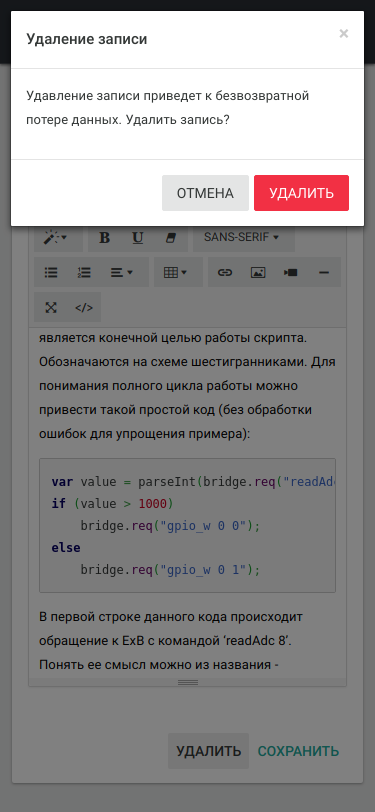 Удаление записи
×
Удавление записи приведет к безвозвратной
потере данных. Удалить запись?
ОТМЕНА
УДАЛИТЬ
B U SANS-SERIF
</>
является конечной целью работы скрипта.
Обозначаются на схеме шестигранниками. Для
понимания полного цикла работы можно
привести такой простой код (без обработки
ошибок для упрощения примера):
var value = parseInt(bridge.req("readAdc
if (value > 1000)
bridge.req("gpio_w 0 0");
else
bridge.req("gpio_w 0 1");
В первой строке данного кода происходит
обращение к ExB с командой ‘readAdc 8’.
Понять ее смысл можно из названия -
УДАЛИТЬ
СОХРАНИТЬ